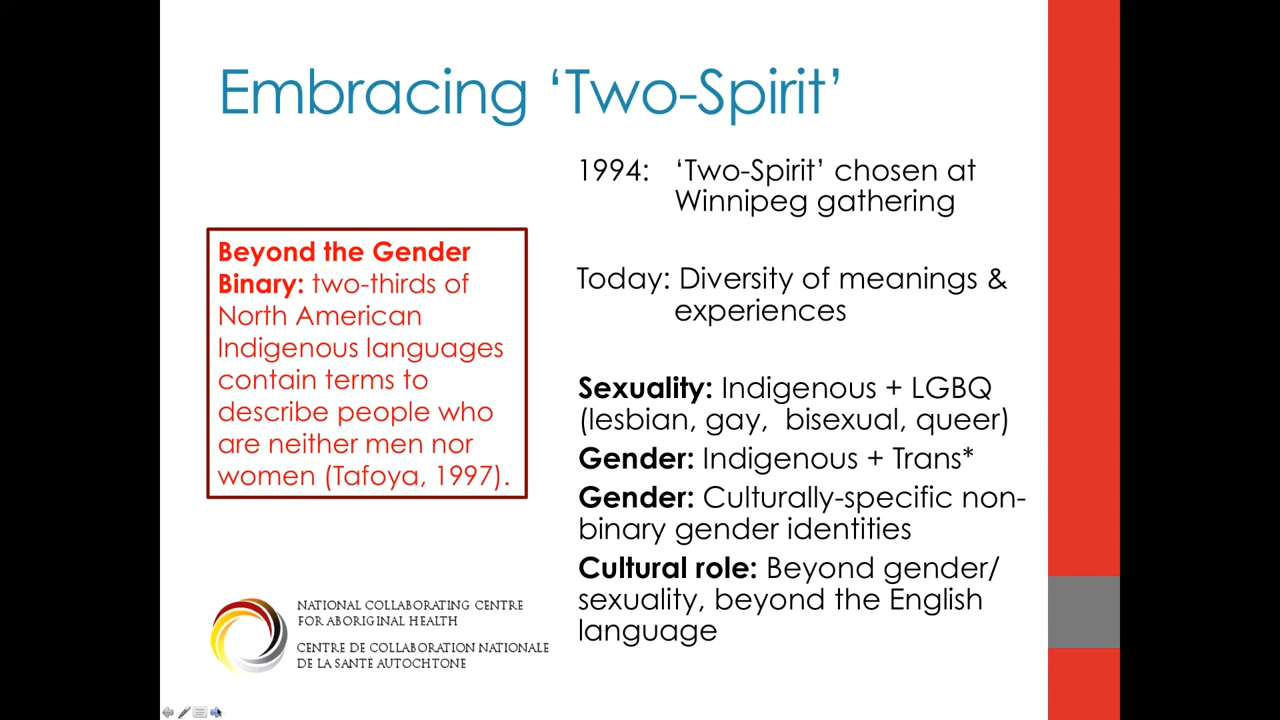 Embracing ‘Two-Spirit’
1994: ‘Two-Spirit’ chosen at
Winnipeg gathering
Today: Diversity of meanings &
experiences
Beyond the Gender
Binary: two-thirds of
North American
Indigenous languages
contain terms to
describe people who
are neither men nor
women (Tafoya, 1997).
Sexuality: Indigenous + LGBQ
(lesbian, gay, bisexual, queer)
Gender: Indigenous + Trans*
Gender: Culturally-specific non-
binary gender identities
Cultural role: Beyond gender/
sexuality, beyond the English
language
NATIONAL COLLABORATING CENTRE
FOR ABORIGINAL HEALTH
CENTRE DE COLLABORATION NATIONALE
DE LA SANTÉ AUTOCHTONE